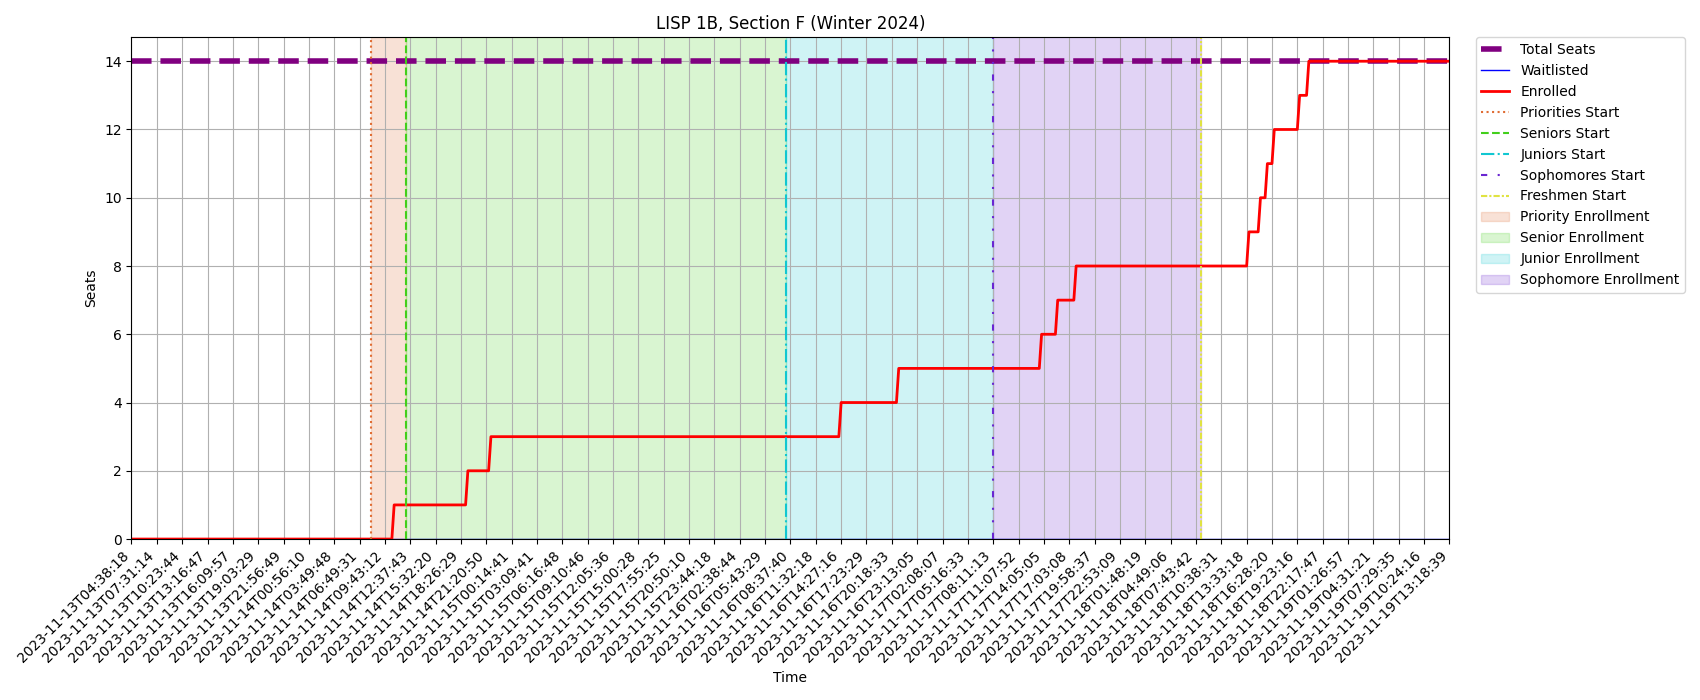 LISP 1B, Section F (Winter 2024)
14
12
10
8
6
4
2
0
Seats
2023-11-13T04:38:18
2023-11-13T07:31:14
2023-11-13T10:23:44
2023-11-13T13:16:47
2023-11-13T16:09:57
2023-11-13T19:03:29
2023-11-13T21:56:49
2023-11-14T00:56:10
2023-11-14T03:49:48
2023-11-14T06:49:31
2023-11-14T09:43:12
2023-11-14T12:37:43
2023-11-14T15:32:20
2023-11-14T18:26:29
2023-11-14T21:20:50
2023-11-15T00:14:41
2023-11-15T03:09:41
2023-11-15T06:16:48
2023-11-15T09:10:46
2023-11-15T12:05:36
2023-11-15T15:00:28
2023-11-15T17:55:25
2023-11-15T20:50:10
2023-11-15T23:44:18
2023-11-16T02:38:44
2023-11-16T05:43:29
2023-11-16T08:37:40
2023-11-16T11:32:18
2023-11-16T14:27:16
2023-11-16T17:23:29
2023-11-16T20:18:33
2023-11-16T23:13:05
2023-11-17T02:08:07
2023-11-17T05:16:33
2023-11-17T08:11:13
2023-11-17T11:07:52
2023-11-17T14:05:05
2023-11-17T17:03:08
2023-11-17T19:58:37
2023-11-17T22:53:09
2023-11-18T01:48:19
2023-11-18T04:49:06
2023-11-18T07:43:42
2023-11-18T10:38:31
2023-11-18T13:33:18
2023-11-18T16:28:20
2023-11-18T19:23:16
2023-11-18T22:17:47
2023-11-19T01:26:57
2023-11-19T04:31:21
2023-11-19T07:29:35
2023-11-19T10:24:16
2023-11-19T13:18:39
Time
Total Seats
Waitlisted
Enrolled
Priorities Start
Seniors Start
Juniors Start
Sophomores Start
Freshmen Start
Priority Enrollment
Senior Enrollment
Junior Enrollment
Sophomore Enrollment